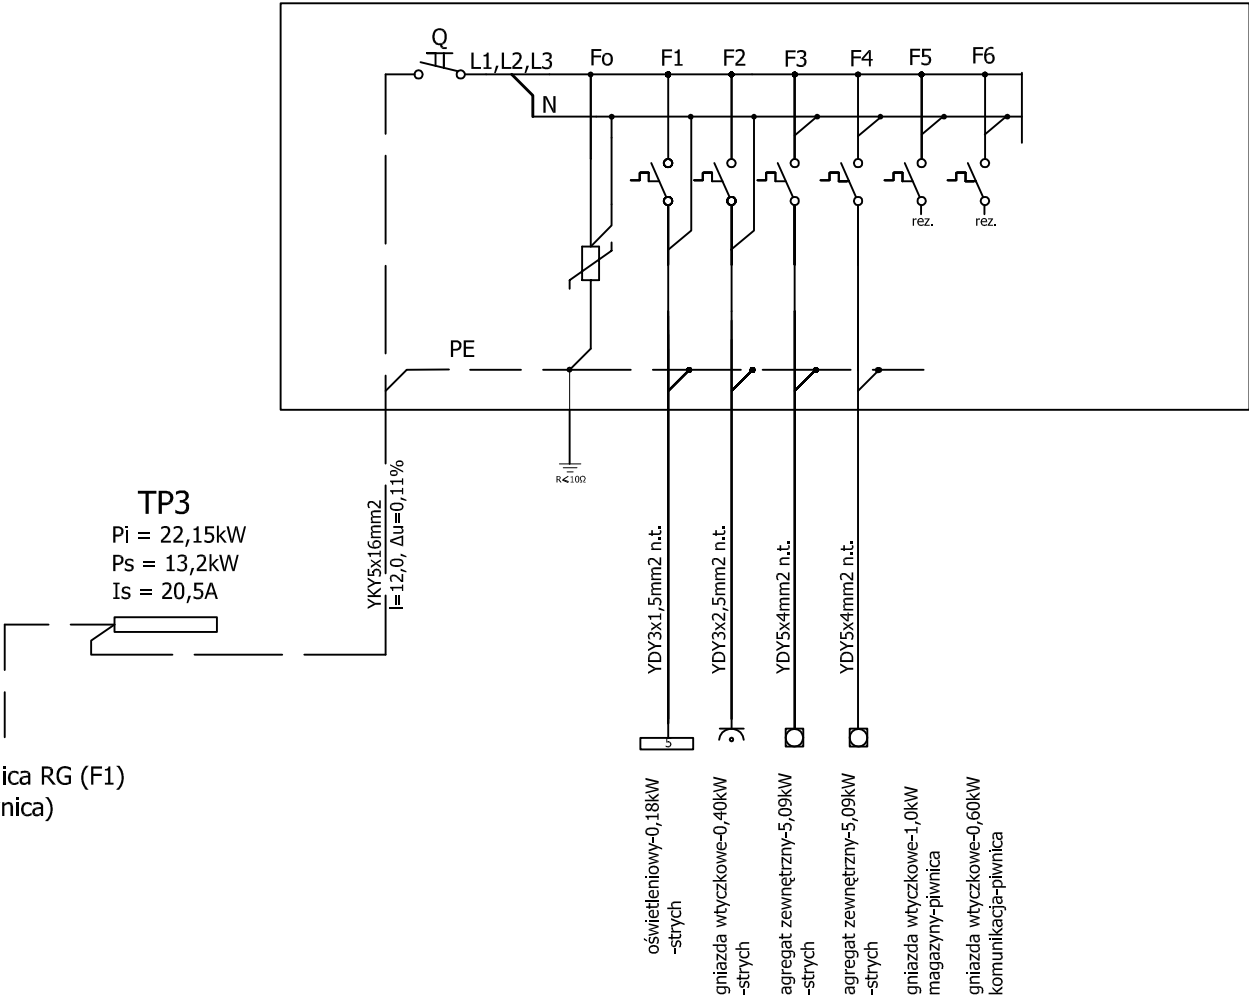 Q
L1,L2,L3
Fo
F1
F2
F3
F4
F5
F6
N
rez.
rez.
PE
R⩽10Ω
TP3
Pi = 22,15kW
Ps = 13,2kW
Is = 20,5A
YKY5x16mm2
l=12,0, Δu=0,11%
YDY3x1,5mm2 n.t.
YDY3x2,5mm2 n.t.
YDY5x4mm2 n.t.
YDY5x4mm2 n.t.
5
ica RG (F1)
nica)
oświetleniowy-0,18kW
-strych
gniazda wtyczkowe-0,40kW
-strych
agregat zewnętrzny-5,09kW
-strych
agregat zewnętrzny-5,09kW
-strych
gniazda wtyczkowe-1,0kW
magazyny-piwnica
gniazda wtyczkowe-0,60kW
komunikacja-piwnica